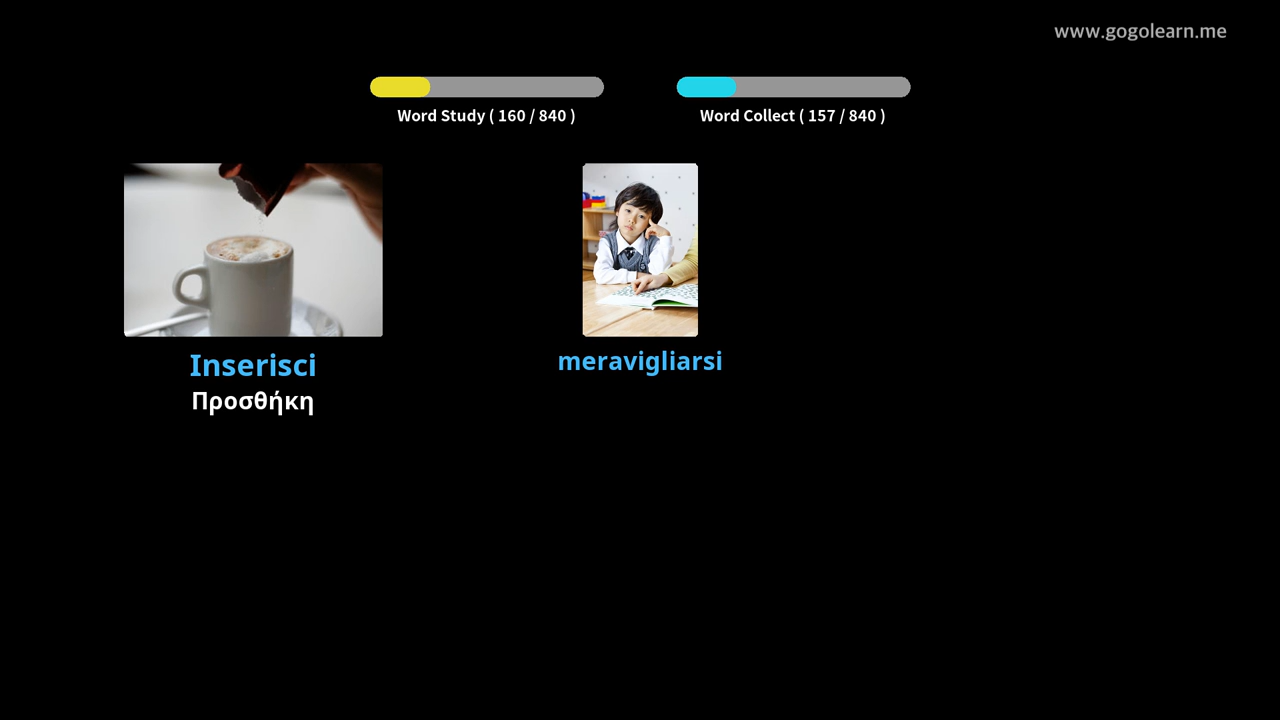 www.gogolearn.me
Word Study ( 160 / 840 )
Word Collect ( 157 / 840 )
Inserisci
Προσθήκη
meravigliarsi